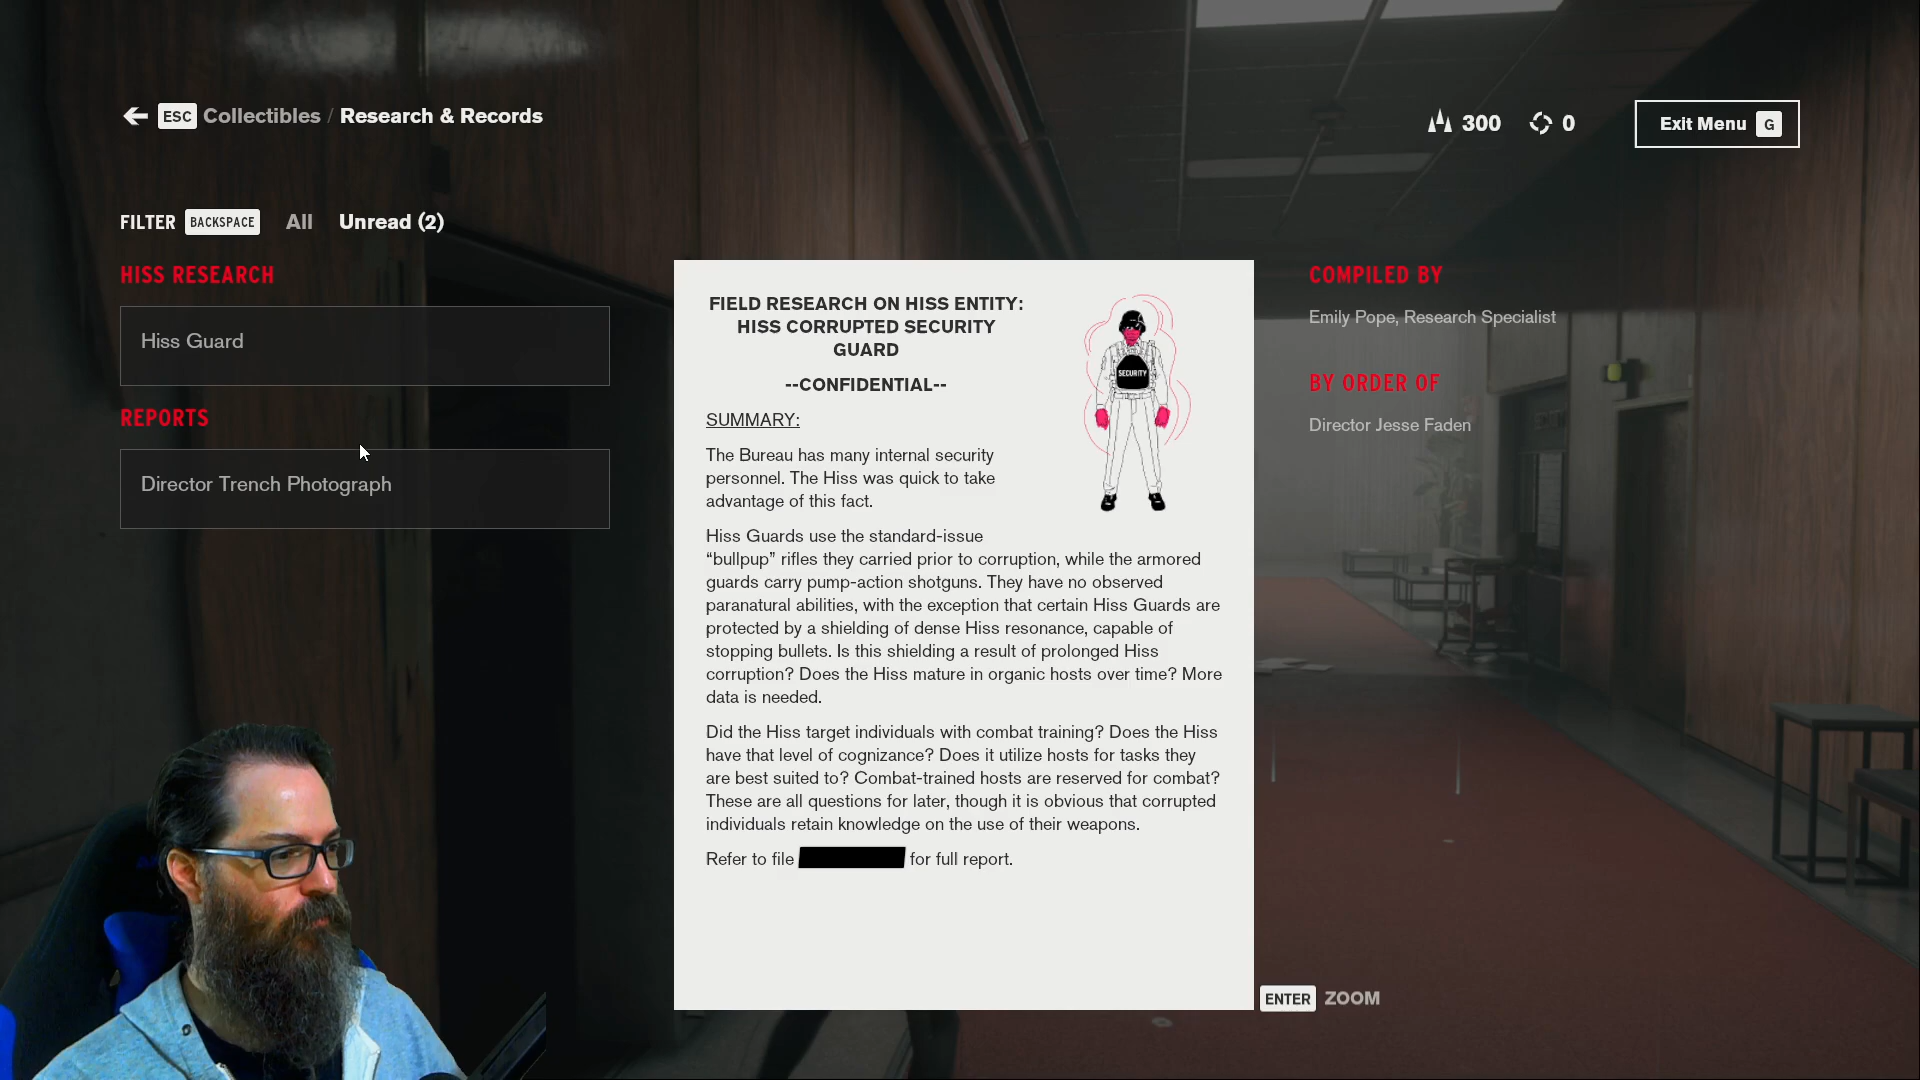 ESC Collectibles / Research & Records
300
0
Exit Menu G
FILTER BACKSPACE All Unread (2)
HISS RESEARCH
Hiss Guard
REPORTS
Director Trench Photograph
FIELD RESEARCH ON HISS ENTITY:
HISS CORRUPTED SECURITY
GUARD
--CONFIDENTIAL--
SUMMARY:
The Bureau has many internal security
personnel. The Hiss was quick to take
advantage of this fact.
Hiss Guards use the standard-issue
“bullpup” rifles they carried prior to corruption, while the armored
guards carry pump-action shotguns. They have no observed
paranatural abilities, with the exception that certain Hiss Guards are
protected by a shielding of dense Hiss resonance, capable of
stopping bullets. Is this shielding a result of prolonged Hiss
corruption? Does the Hiss mature in organic hosts over time? More
data is needed.
Did the Hiss target individuals with combat training? Does the Hiss
have that level of cognizance? Does it utilize hosts for tasks they
are best suited to? Combat-trained hosts are reserved for combat?
These are all questions for later, though it is obvious that corrupted
individuals retain knowledge on the use of their weapons.
Refer to file for full report.
SECURITY
COMPILED BY
Emily Pope, Research Specialist
BY ORDER OF
Director Jesse Faden
ENTER ZOOM